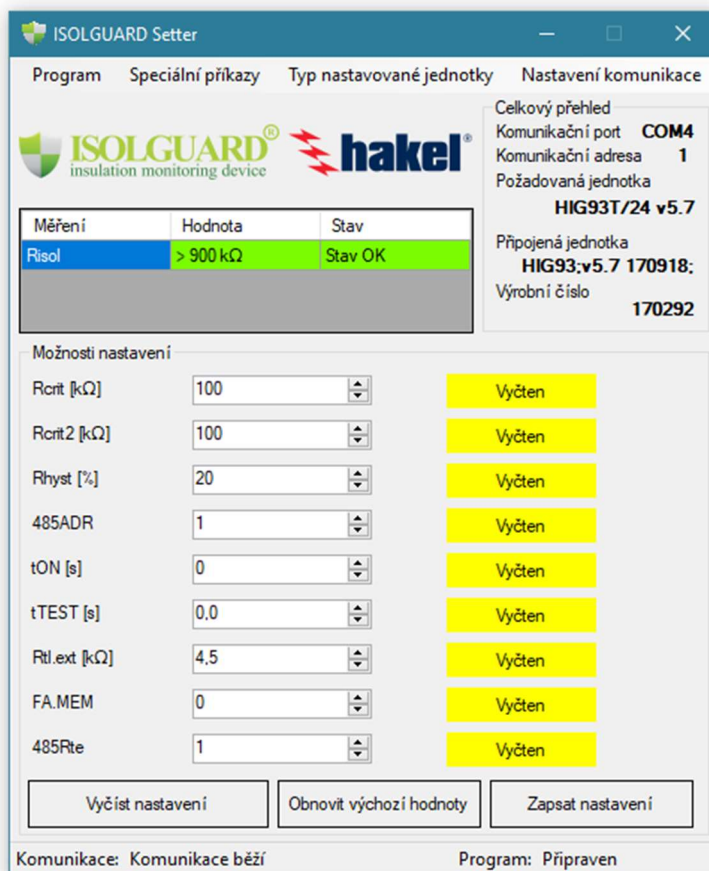 ISOLGUARD Setter
Program Speciální příkazy Typ nastavované jednotky Nastavení komunikace
ISOLGUARD®
insulation monitoring device
hakel®
Celkový přehled
Komunikační port COM4
Komunikační adresa 1
Požadovaná jednotka
HIG93T/24 v5.7
Připojená jednotka
HIG93;v5.7 170918;
Výrobní číslo
170292
Měření Hodnota Stav
Risol > 900 kΩ Stav OK
Možnosti nastavení
Rcrit [kΩ] 100 Vyčten
Rcrit2 [kΩ] 100 Vyčten
Rhyst [%] 20 Vyčten
485ADR 1 Vyčten
tON [s] 0 Vyčten
tTEST [s] 0,0 Vyčten
Rtl.ext [kΩ] 4,5 Vyčten
FA.MEM 0 Vyčten
485Rte 1 Vyčten
Vyčíst nastavení Obnovit výchozí hodnoty Zapsat nastavení
Komunikace: Komunikace běží Program: Připraven